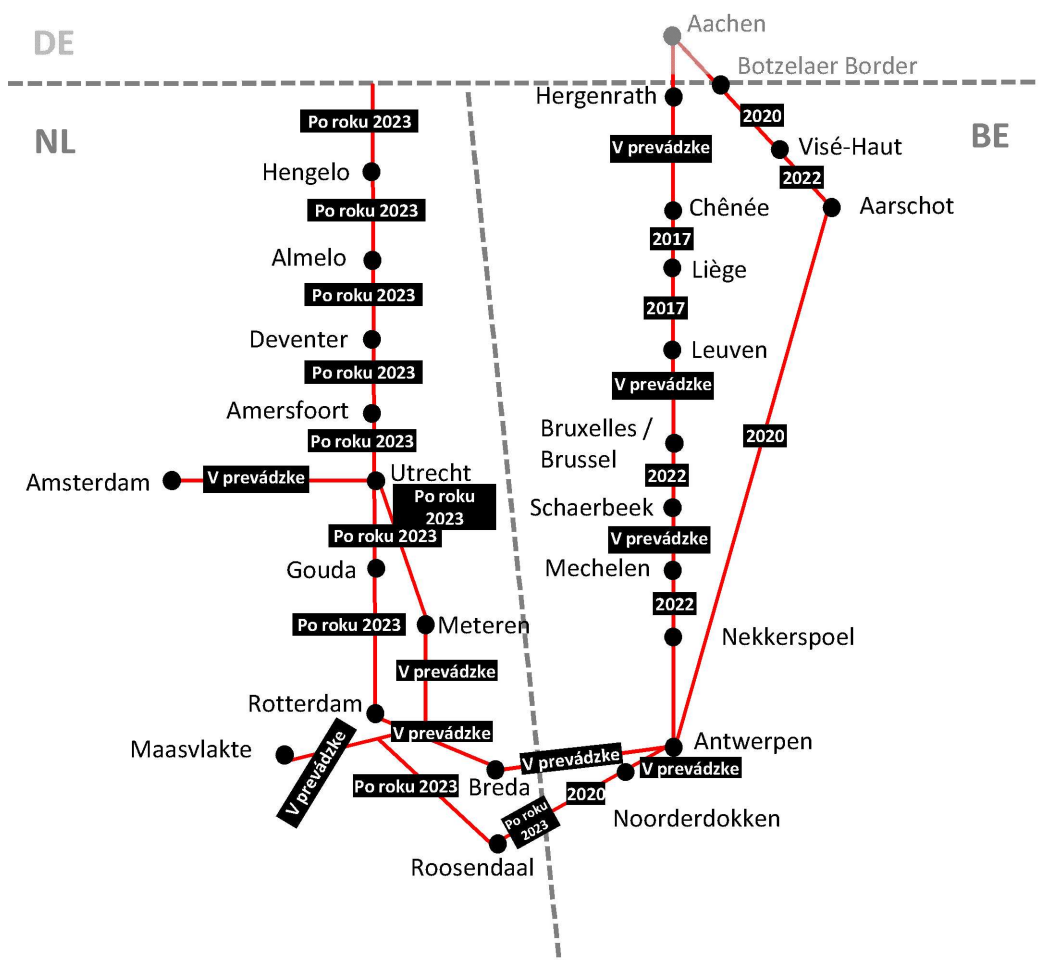 Aachen
DE
Botzelaer Border
Hergenrath
2020
Po roku 2023
NL
BE
V prevádzke
Visé-Haut
Hengelo
2022
Po roku 2023
Chênée
Aarschot
2017
Almelo
Liège
Po roku 2023
2017
Deventer
Leuven
Po roku 2023
V prevádzke
Amersfoort
Bruxelles /
Brussel
Po roku 2023
2020
Utrecht
Amsterdam
V prevádzke
2022
Po roku
2023
Schaerbeek
Po roku 2023
V prevádzke
Gouda
Mechelen
2022
Po roku 2023
Meteren
Nekkerspoel
V prevádzke
Rotterdam
V prevádzke
Maasvlakte
Antwerpen
V prevádzke
V prevádzke
V prevádzke
Po roku 2023
Breda
2020
Noorderdokken
Po roku
2023
Roosendaal